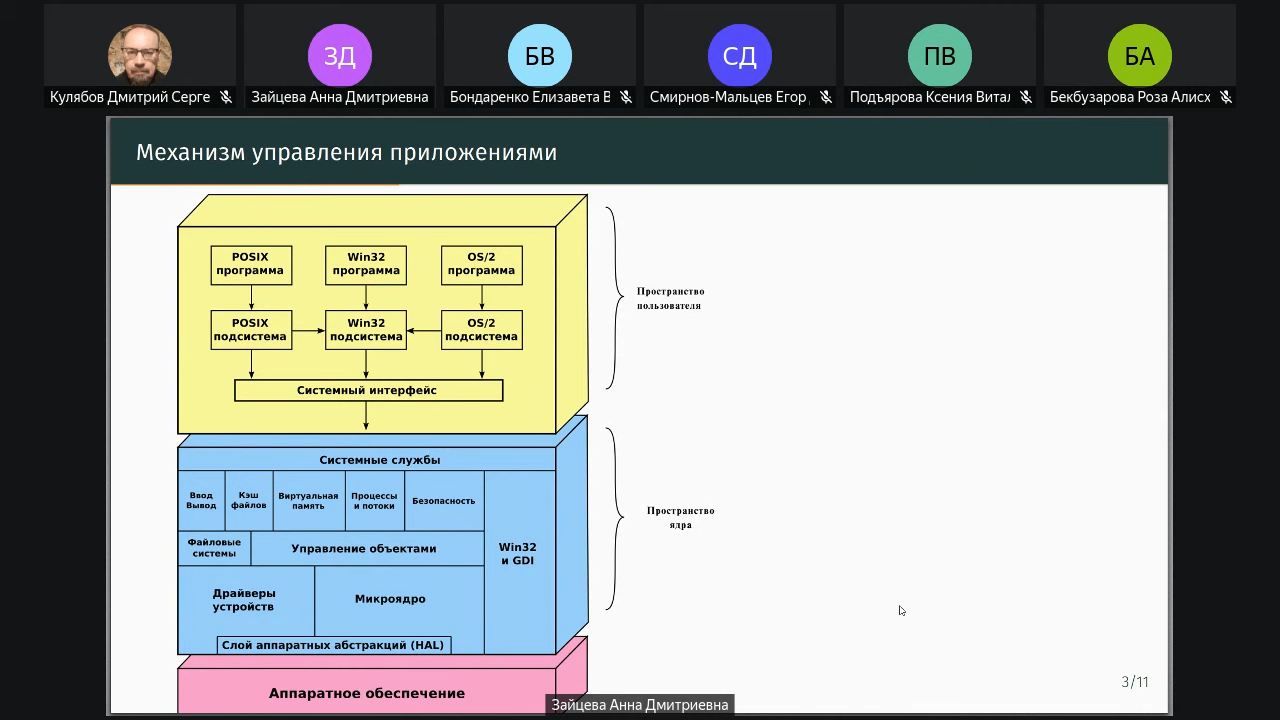 ЗД
БВ
СД
ПВ
БА
Кулябов Дмитрий Серге
Зайцева Анна Дмитриевна
Бондаренко Елизавета В
Смирнов-Мальцев Егор
Подъярова Ксения Витал
Бекбузарова Роза Алисх
Механизм управления приложениями
POSIX
программа
Win32
программа
OS/2
программа
POSIX
подсистема
Win32
подсистема
OS/2
подсистема
Системный интерфейс
Пространство
пользователя
Системные службы
Ввод
Вывод
Кэш
файлов
Виртуальная
память
Процессы
и потоки
Безопасность
Файловые
системы
Управление объектами
Win32
и GDI
Драйверы
устройств
Микроядро
Слой аппаратных абстракций (HAL)
Пространство
ядра
Аппаратное обеспечение
3/11
Зайцева Анна Дмитриевна